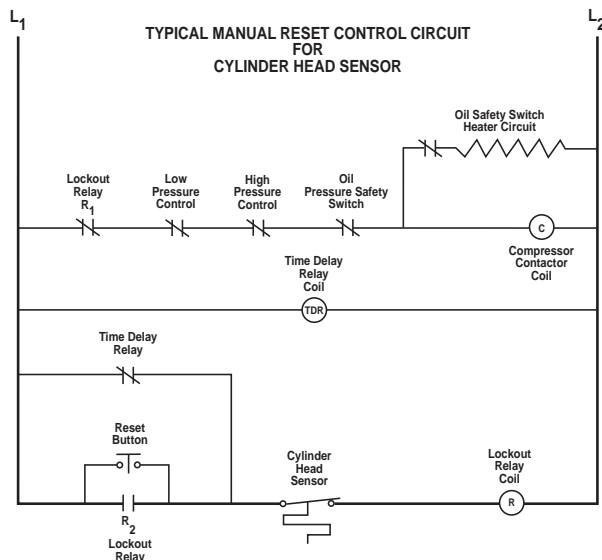 L1
L2
TYPICAL MANUAL RESET CONTROL CIRCUIT
FOR
CYLINDER HEAD SENSOR
Oil Safety Switch
Heater Circuit
Lockout
Relay
R1
Low
Pressure
Control
High
Pressure
Control
Oil
Pressure Safety
Switch
C
Compressor
Contactor
Coil
Time Delay
Relay
Coil
TDR
Time Delay
Relay
Reset
Button
R2
Lockout
Relay
Cylinder
Head
Sensor
Lockout
Relay
Coil
R